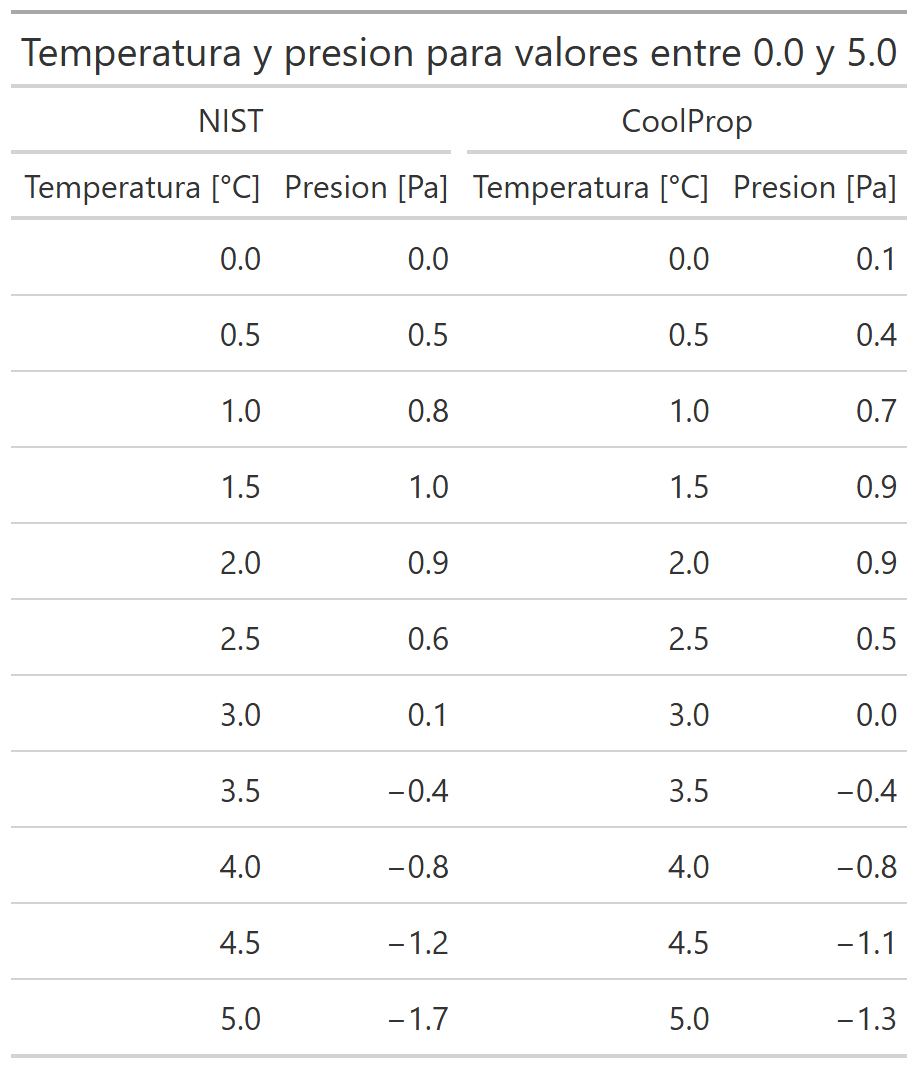 Temperatura y presion para valores entre 0.0 y 5.0
NIST CoolProp
Temperatura [°C] Presion [Pa] Temperatura [°C] Presion [Pa]
0.0 0.0 0.0 0.1
0.5 0.5 0.5 0.4
1.0 0.8 1.0 0.7
1.5 1.0 1.5 0.9
2.0 0.9 2.0 0.9
2.5 0.6 2.5 0.5
3.0 0.1 3.0 0.0
3.5 −0.4 3.5 −0.4
4.0 −0.8 4.0 −0.8
4.5 −1.2 4.5 −1.1
5.0 −1.7 5.0 −1.3